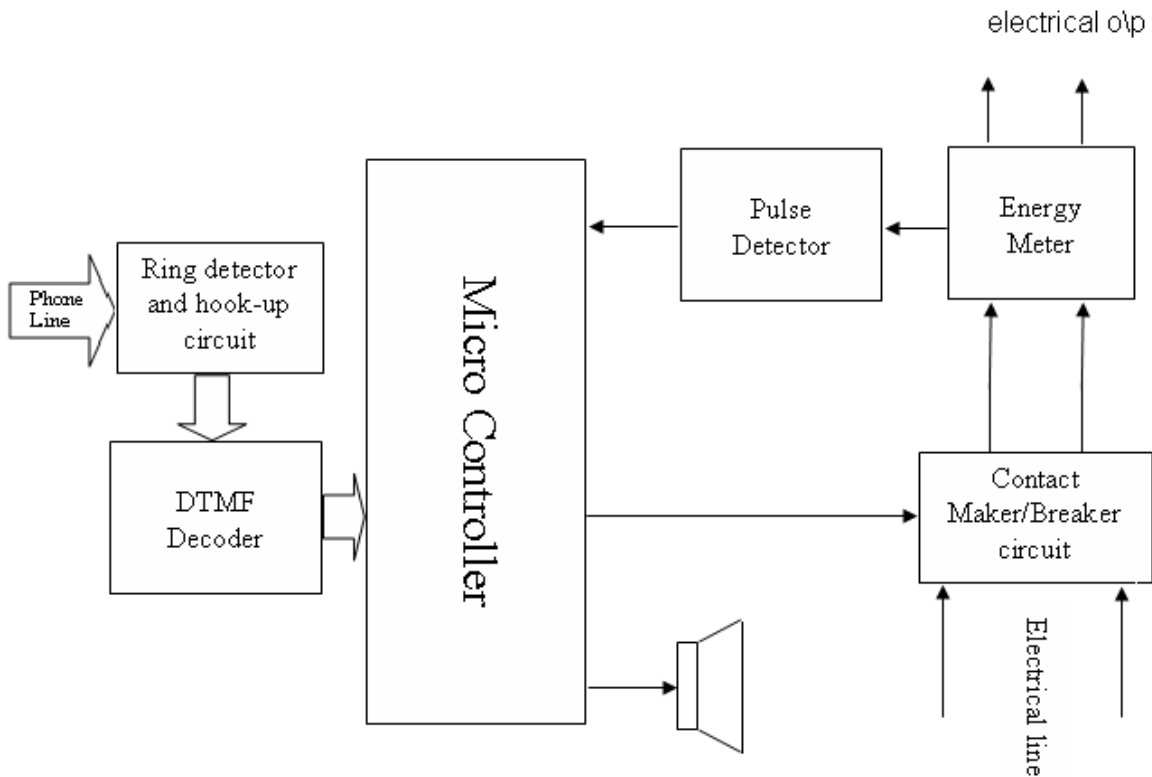 electrical o\p
Pulse
Detector
Energy
Meter
Phone
Line
Ring detector
and hook-up
circuit
Micro Controller
DTMF
Decoder
Contact
Maker/Breaker
circuit
Electrical line